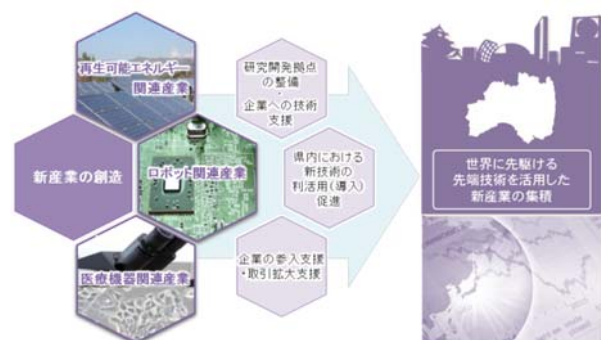 再生可能エネルギー
関連産業
新産業の創造
ロボット関連産業
医療機器関連産業
研究開発拠点
の整備
・
企業への技術
支援
県内における
新技術の
利活用(導入)
促進
企業の参入支援
・取引拡大支援
世界に先駆ける
先端技術を活用した
新産業の集積